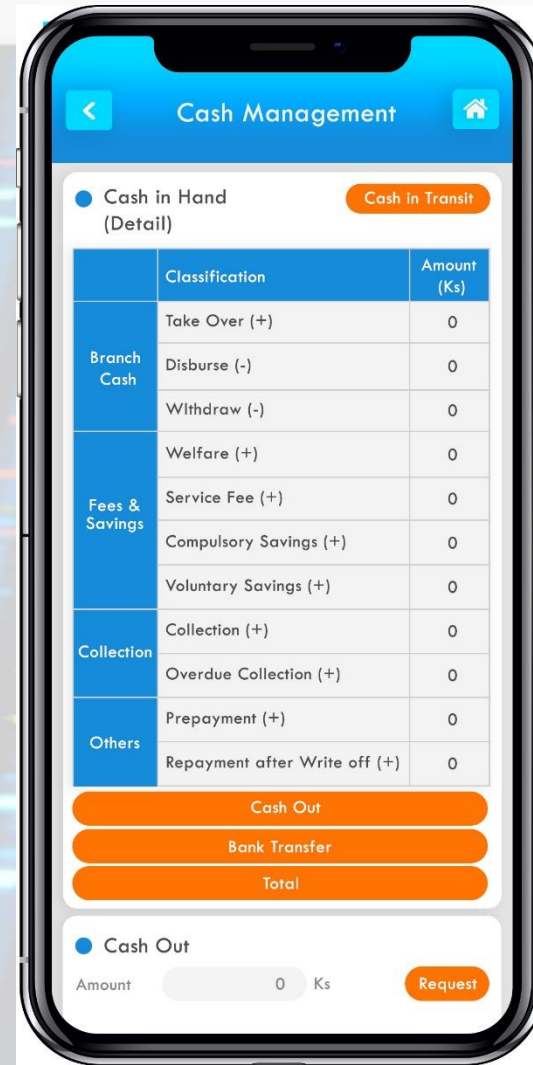 Cash Management
Cash in Hand
(Detail)
Cash in Transit
Classification
Amount
(Ks)
Branch
Cash
Take Over (+)
0
Disburse (-)
0
WIthdraw (-)
0
Fees &
Savings
Welfare (+)
0
Service Fee (+)
0
Compulsory Savings (+)
0
Voluntary Savings (+)
0
Collection
Collection (+)
0
Overdue Collection (+)
0
Others
Prepayment (+)
0
Repayment after Write off (+)
0
Cash Out
Bank Transfer
Total
Cash Out
Amount 0 Ks Request